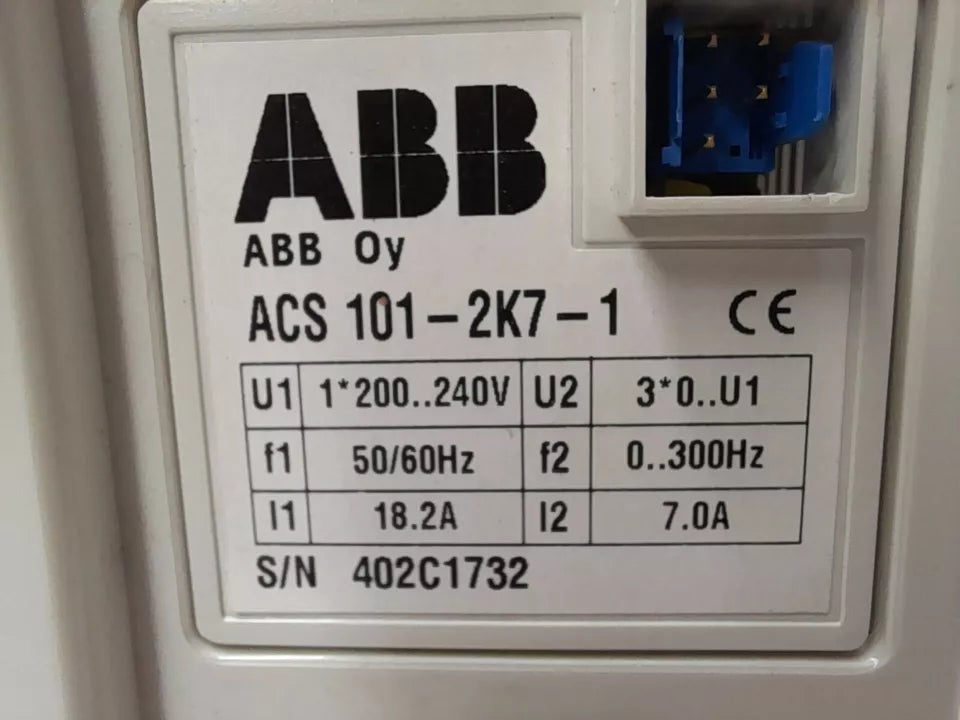 ABB
ABB Oy
ACS 101-2K7-1 CE
U1 1*200..240V U2 3*0..U1
f1 50/60Hz f2 0..300Hz
I1 18.2A I2 7.0A
S/N 402C1732